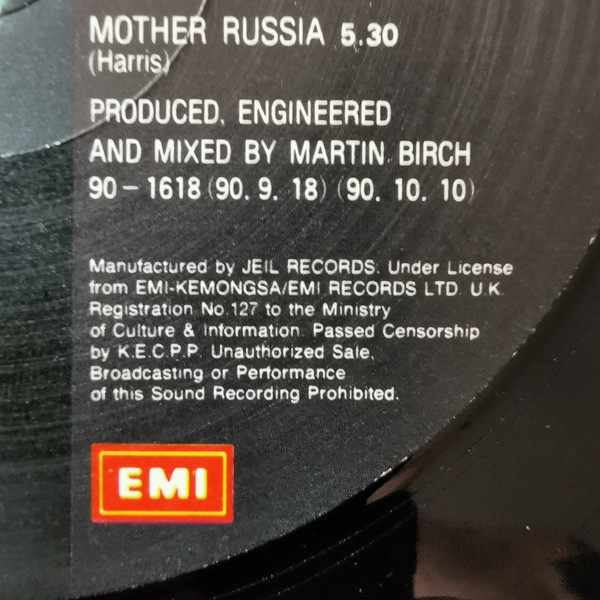 MOTHER RUSSIA 5.30
(Harris)
PRODUCED, ENGINEERED
AND MIXED BY MARTIN BIRCH
90-1618 (90. 9. 18) (90. 10. 10)
Manufactured by JEIL RECORDS. Under License
from EMI-KEMONGSA/EMI RECORDS LTD. U.K.
Registration No.127 to the Ministry
of Culture & Information. Passed Censorship
by K.E.C.P.P. Unauthorized Sale,
Broadcasting or Performance
of this Sound Recording Prohibited.
EMI